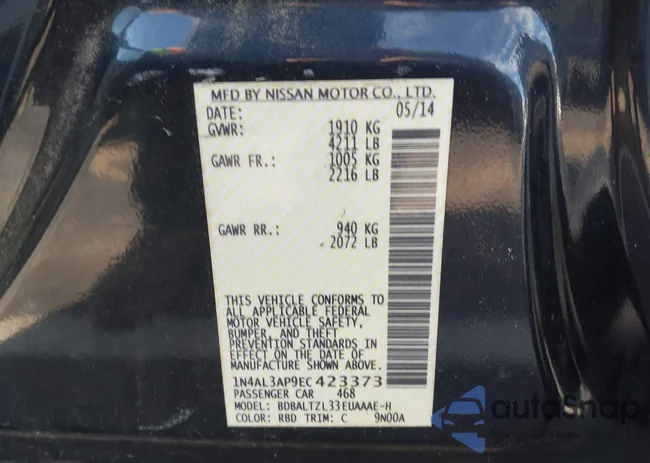 MFD BY NISSAN MOTOR CO., LTD.
DATE: 05/14
GVWR: 1910 KG
4211 LB
GAWR FR.: 1005 KG
2216 LB
GAWR RR.: 940 KG
2072 LB
THIS VEHICLE CONFORMS TO
ALL APPLICABLE FEDERAL
MOTOR VEHICLE SAFETY,
BUMPER, AND THEFT
PREVENTION STANDARDS IN
EFFECT ON THE DATE OF
MANUFACTURE SHOWN ABOVE.
1N4AL3AP9EC423373
PASSENGER CAR 468
MODEL: BDBALTZL33EUAAAE-H
COLOR: RBD TRIM: C 9N00A
autoSnap